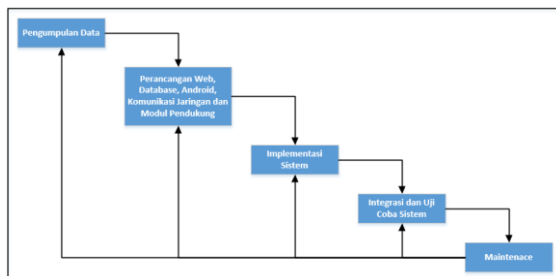 Pengumpulan Data
Perancangan Web,
Database, Android,
Komunikasi Jaringan dan
Modul Pendukung
Implementasi
Sistem
Integrasi dan Uji
Coba Sistem
Maintenace